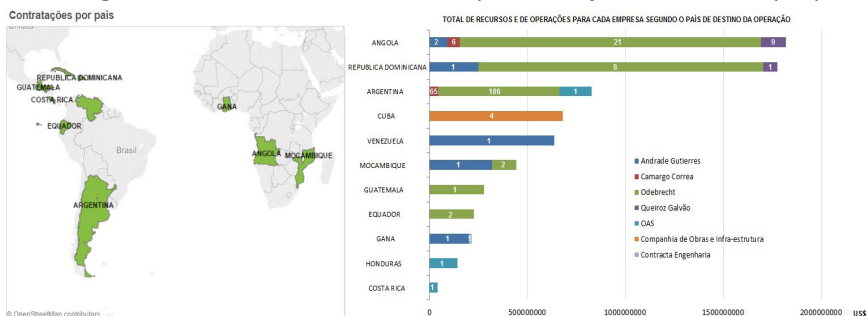 Contratações por país
REPUBLICA DOMINICANA
GUATEMALA
COSTA RICA
EQUADOR
Brasil
ARGENTINA
GANA
ANGOLA
MOCAMBIQUE
© OpenStreetMap contributors
TOTAL DE RECURSOS E DE OPERAÇÕES PARA CADA EMPRESA SEGUNDO O PAÍS DE DESTINO DA OPERAÇÃO
ANGOLA 2 6 21 9
REPUBLICA DOMINICANA 1 8 1
ARGENTINA 65 186 1
CUBA 4
VENEZUELA 1
MOCAMBIQUE 1 2
GUATEMALA 1
EQUADOR 2
GANA 1
HONDURAS 1
COSTA RICA 1
Andrade Gutierres
Camargo Correa
Odebrecht
Queiroz Galvão
OAS
Companhia de Obras e Infra-estrutura
Contracta Engenharia
0 500000000 1000000000 1500000000 2000000000 US$